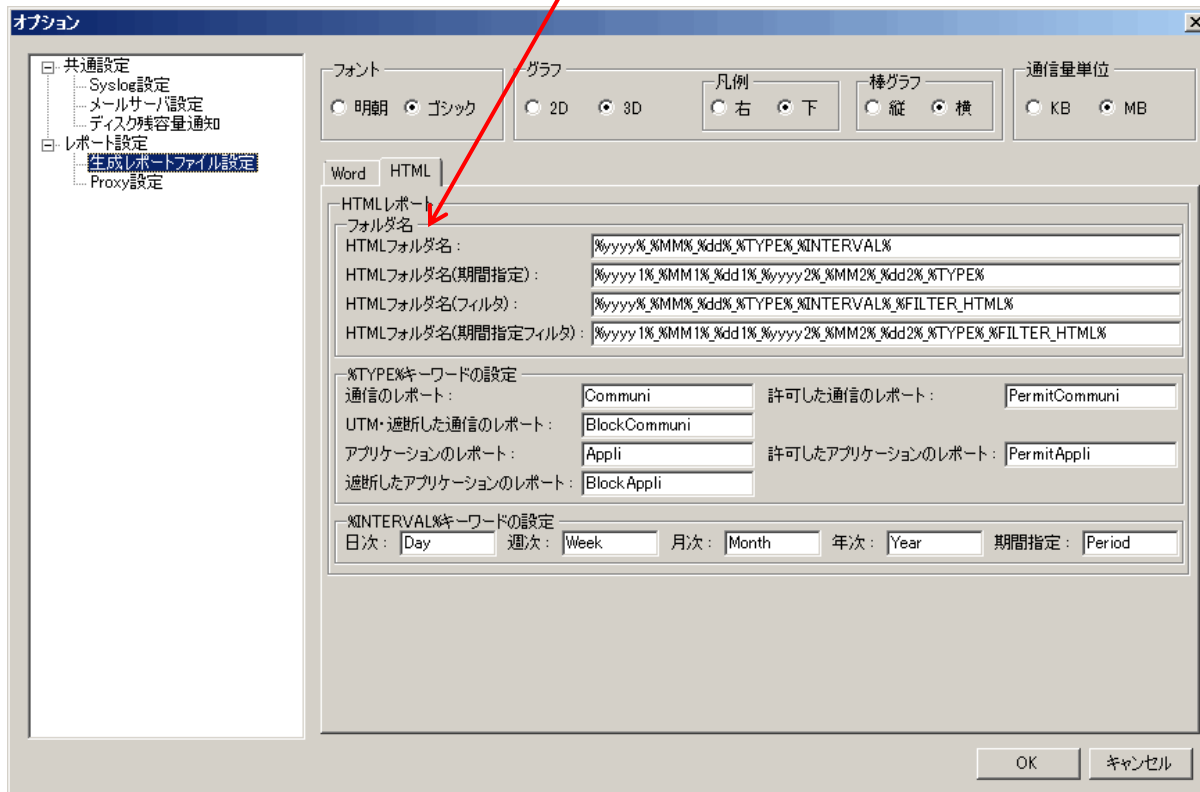 オプション
共通設定
Syslog設定
メールサーバ設定
ディスク残容量通知
レポート設定
生成レポートファイル設定
Proxy設定
フォント
明朝 ゴシック
グラフ
2D 3D
凡例
右 下
棒グラフ
縦 横
通信量単位
KB MB
Word HTML
HTMLレポート
フォルダ名
HTMLフォルダ名： %yyyy%_%MM%_%dd%_%TYPE%_%INTERVAL%
HTMLフォルダ名(期間指定)： %yyyy1%_%MM1%_%dd1%_%yyyy2%_%MM2%_%dd2%_%TYPE%
HTMLフォルダ名(フィルタ)： %yyyy%_%MM%_%dd%_%TYPE%_%INTERVAL%_%FILTER_HTML%
HTMLフォルダ名(期間指定フィルタ)： %yyyy1%_%MM1%_%dd1%_%yyyy2%_%MM2%_%dd2%_%TYPE%_%FILTER_HTML%
%TYPE%キーワードの設定
通信のレポート： Communi 許可した通信のレポート： PermitCommuni
UTM・遮断した通信のレポート： BlockCommuni
アプリケーションのレポート： Appli 許可したアプリケーションのレポート： PermitAppli
遮断したアプリケーションのレポート： BlockAppli
%INTERVAL%キーワードの設定
日次： Day 週次： Week 月次： Month 年次： Year 期間指定： Period
OK キャンセル